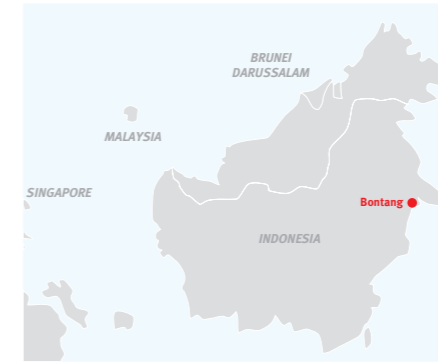 BRUNEI
DARUSSALAM
MALAYSIA
SINGAPORE
Bontang
INDONESIA